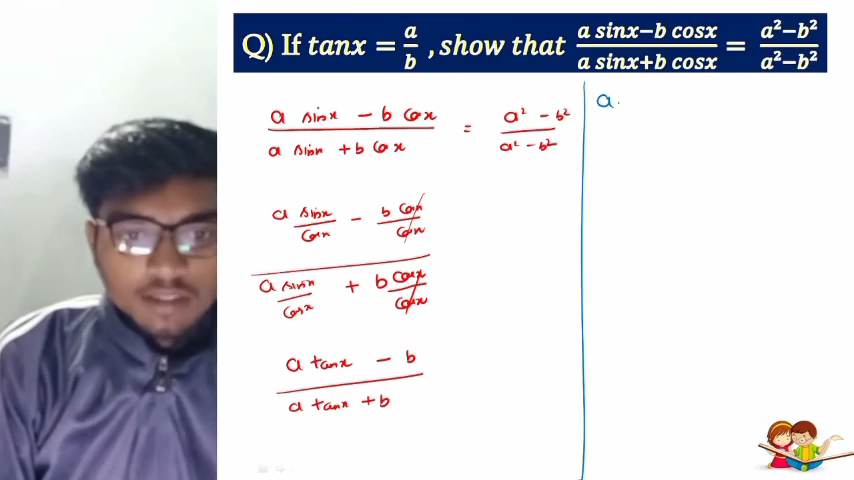 Q) If tanx = a/b , show that (a sinx−b cosx)/(a sinx+b cosx) = (a²−b²)/(a²−b²)
(a sinx − b cosx)/(a sinx + b cosx) = (a² − b²)/(a² − b²)
(a sinx/cosx − b cosx/cosx)/(a sinx/cosx + b cosx/cosx)
(a tanx − b)/(a tanx + b)
a